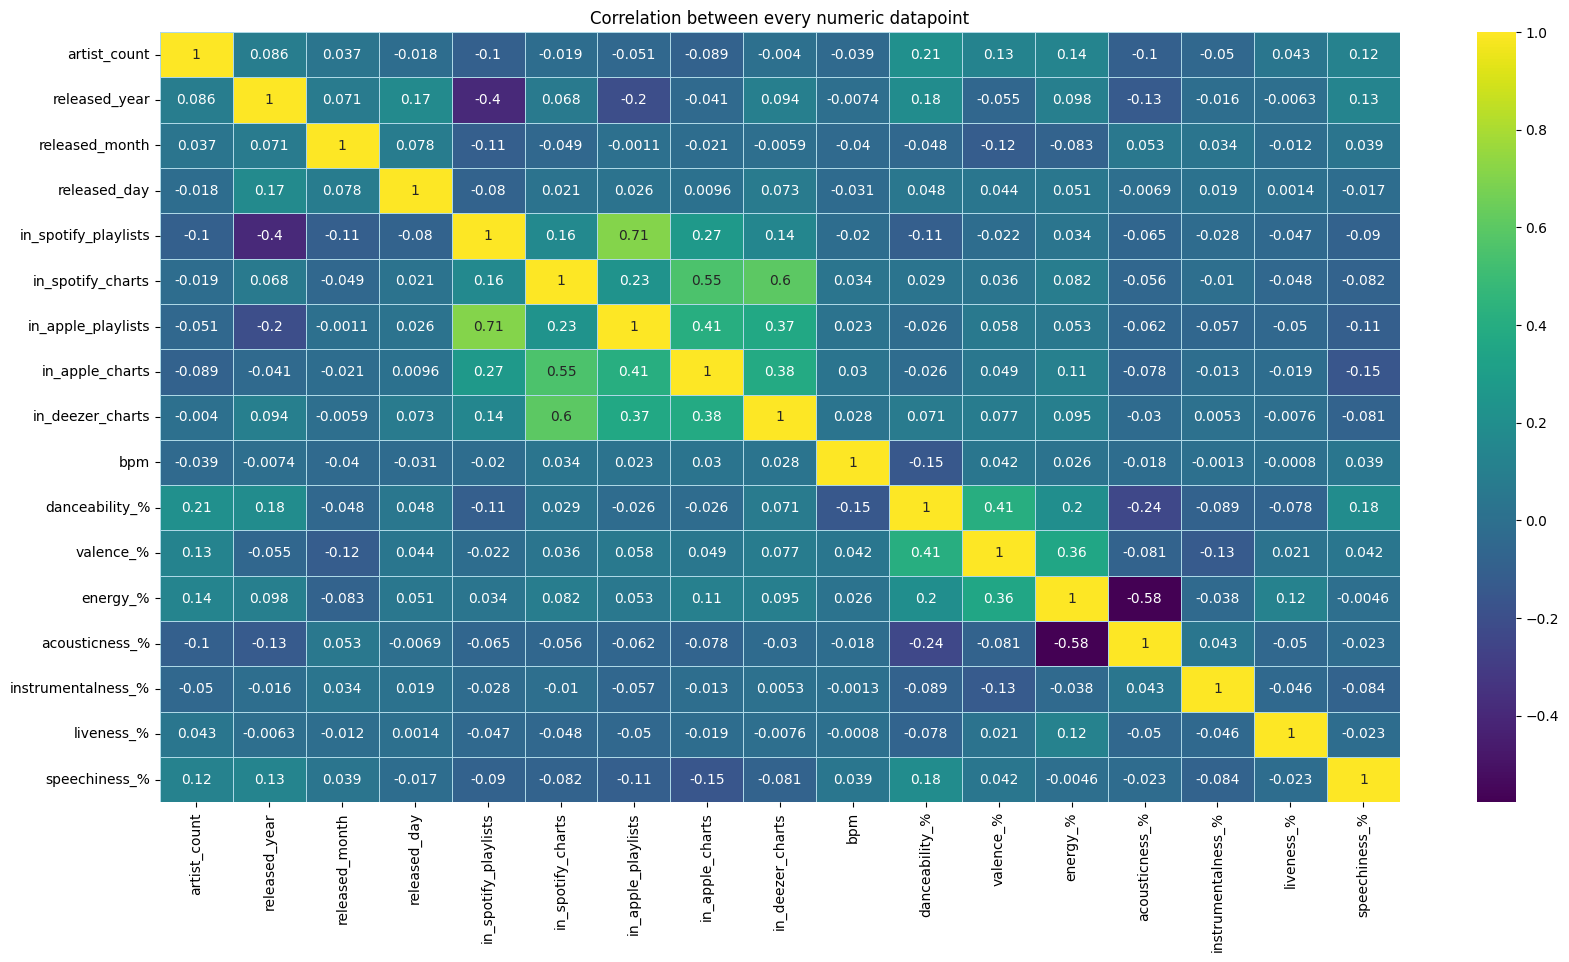 Correlation between every numeric datapoint
artist_count 1 0.086 0.037 -0.018 -0.1 -0.019 -0.051 -0.089 -0.004 -0.039 0.21 0.13 0.14 -0.1 -0.05 0.043 0.12
released_year 0.086 1 0.071 0.17 -0.4 0.068 -0.2 -0.041 0.094 -0.0074 0.18 -0.055 0.098 -0.13 -0.016 -0.0063 0.13
released_month 0.037 0.071 1 0.078 -0.11 -0.049 -0.0011 -0.021 -0.0059 -0.04 -0.048 -0.12 -0.083 0.053 0.034 -0.012 0.039
released_day -0.018 0.17 0.078 1 -0.08 0.021 0.026 0.0096 0.073 -0.031 0.048 0.044 0.051 -0.0069 0.019 0.0014 -0.017
in_spotify_playlists -0.1 -0.4 -0.11 -0.08 1 0.16 0.71 0.27 0.14 -0.02 -0.11 -0.022 0.034 -0.065 -0.028 -0.047 -0.09
in_spotify_charts -0.019 0.068 -0.049 0.021 0.16 1 0.23 0.55 0.6 0.034 0.029 0.036 0.082 -0.056 -0.01 -0.048 -0.082
in_apple_playlists -0.051 -0.2 -0.0011 0.026 0.71 0.23 1 0.41 0.37 0.023 -0.026 0.058 0.053 -0.062 -0.057 -0.05 -0.11
in_apple_charts -0.089 -0.041 -0.021 0.0096 0.27 0.55 0.41 1 0.38 0.03 -0.026 0.049 0.11 -0.078 -0.013 -0.019 -0.15
in_deezer_charts -0.004 0.094 -0.0059 0.073 0.14 0.6 0.37 0.38 1 0.028 0.071 0.077 0.095 -0.03 0.0053 -0.0076 -0.081
bpm -0.039 -0.0074 -0.04 -0.031 -0.02 0.034 0.023 0.03 0.028 1 -0.15 0.042 0.026 -0.018 -0.0013 -0.0008 0.039
danceability_% 0.21 0.18 -0.048 0.048 -0.11 0.029 -0.026 -0.026 0.071 -0.15 1 0.41 0.2 -0.24 -0.089 -0.078 0.18
valence_% 0.13 -0.055 -0.12 0.044 -0.022 0.036 0.058 0.049 0.077 0.042 0.41 1 0.36 -0.081 -0.13 0.021 0.042
energy_% 0.14 0.098 -0.083 0.051 0.034 0.082 0.053 0.11 0.095 0.026 0.2 0.36 1 -0.58 -0.038 0.12 -0.0046
acousticness_% -0.1 -0.13 0.053 -0.0069 -0.065 -0.056 -0.062 -0.078 -0.03 -0.018 -0.24 -0.081 -0.58 1 0.043 -0.05 -0.023
instrumentalness_% -0.05 -0.016 0.034 0.019 -0.028 -0.01 -0.057 -0.013 0.0053 -0.0013 -0.089 -0.13 -0.038 0.043 1 -0.046 -0.084
liveness_% 0.043 -0.0063 -0.012 0.0014 -0.047 -0.048 -0.05 -0.019 -0.0076 -0.0008 -0.078 0.021 0.12 -0.05 -0.046 1 -0.023
speechiness_% 0.12 0.13 0.039 -0.017 -0.09 -0.082 -0.11 -0.15 -0.081 0.039 0.18 0.042 -0.0046 -0.023 -0.084 -0.023 1
artist_count
released_year
released_month
released_day
in_spotify_playlists
in_spotify_charts
in_apple_playlists
in_apple_charts
in_deezer_charts
bpm
danceability_%
valence_%
energy_%
acousticness_%
instrumentalness_%
liveness_%
speechiness_%
1.0
0.8
0.6
0.4
0.2
0.0
−0.2
−0.4